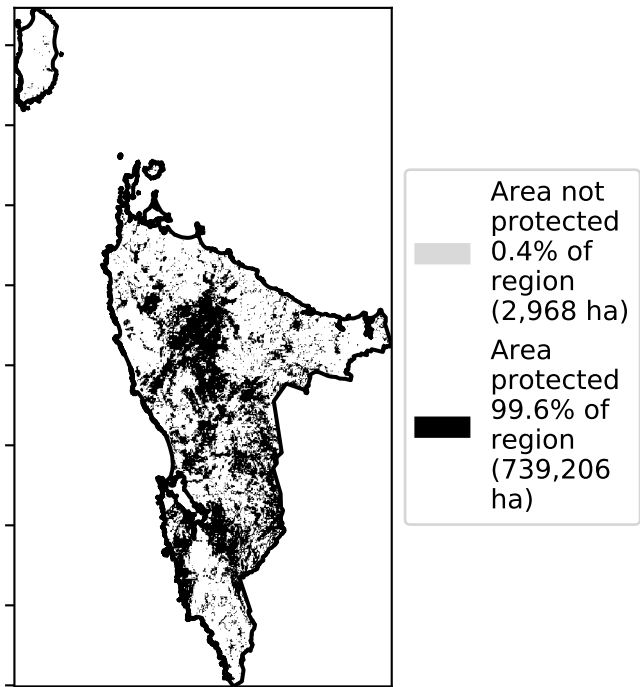 Area not
protected
0.4% of
region
(2,968 ha)
Area
protected
99.6% of
region
(739,206
ha)